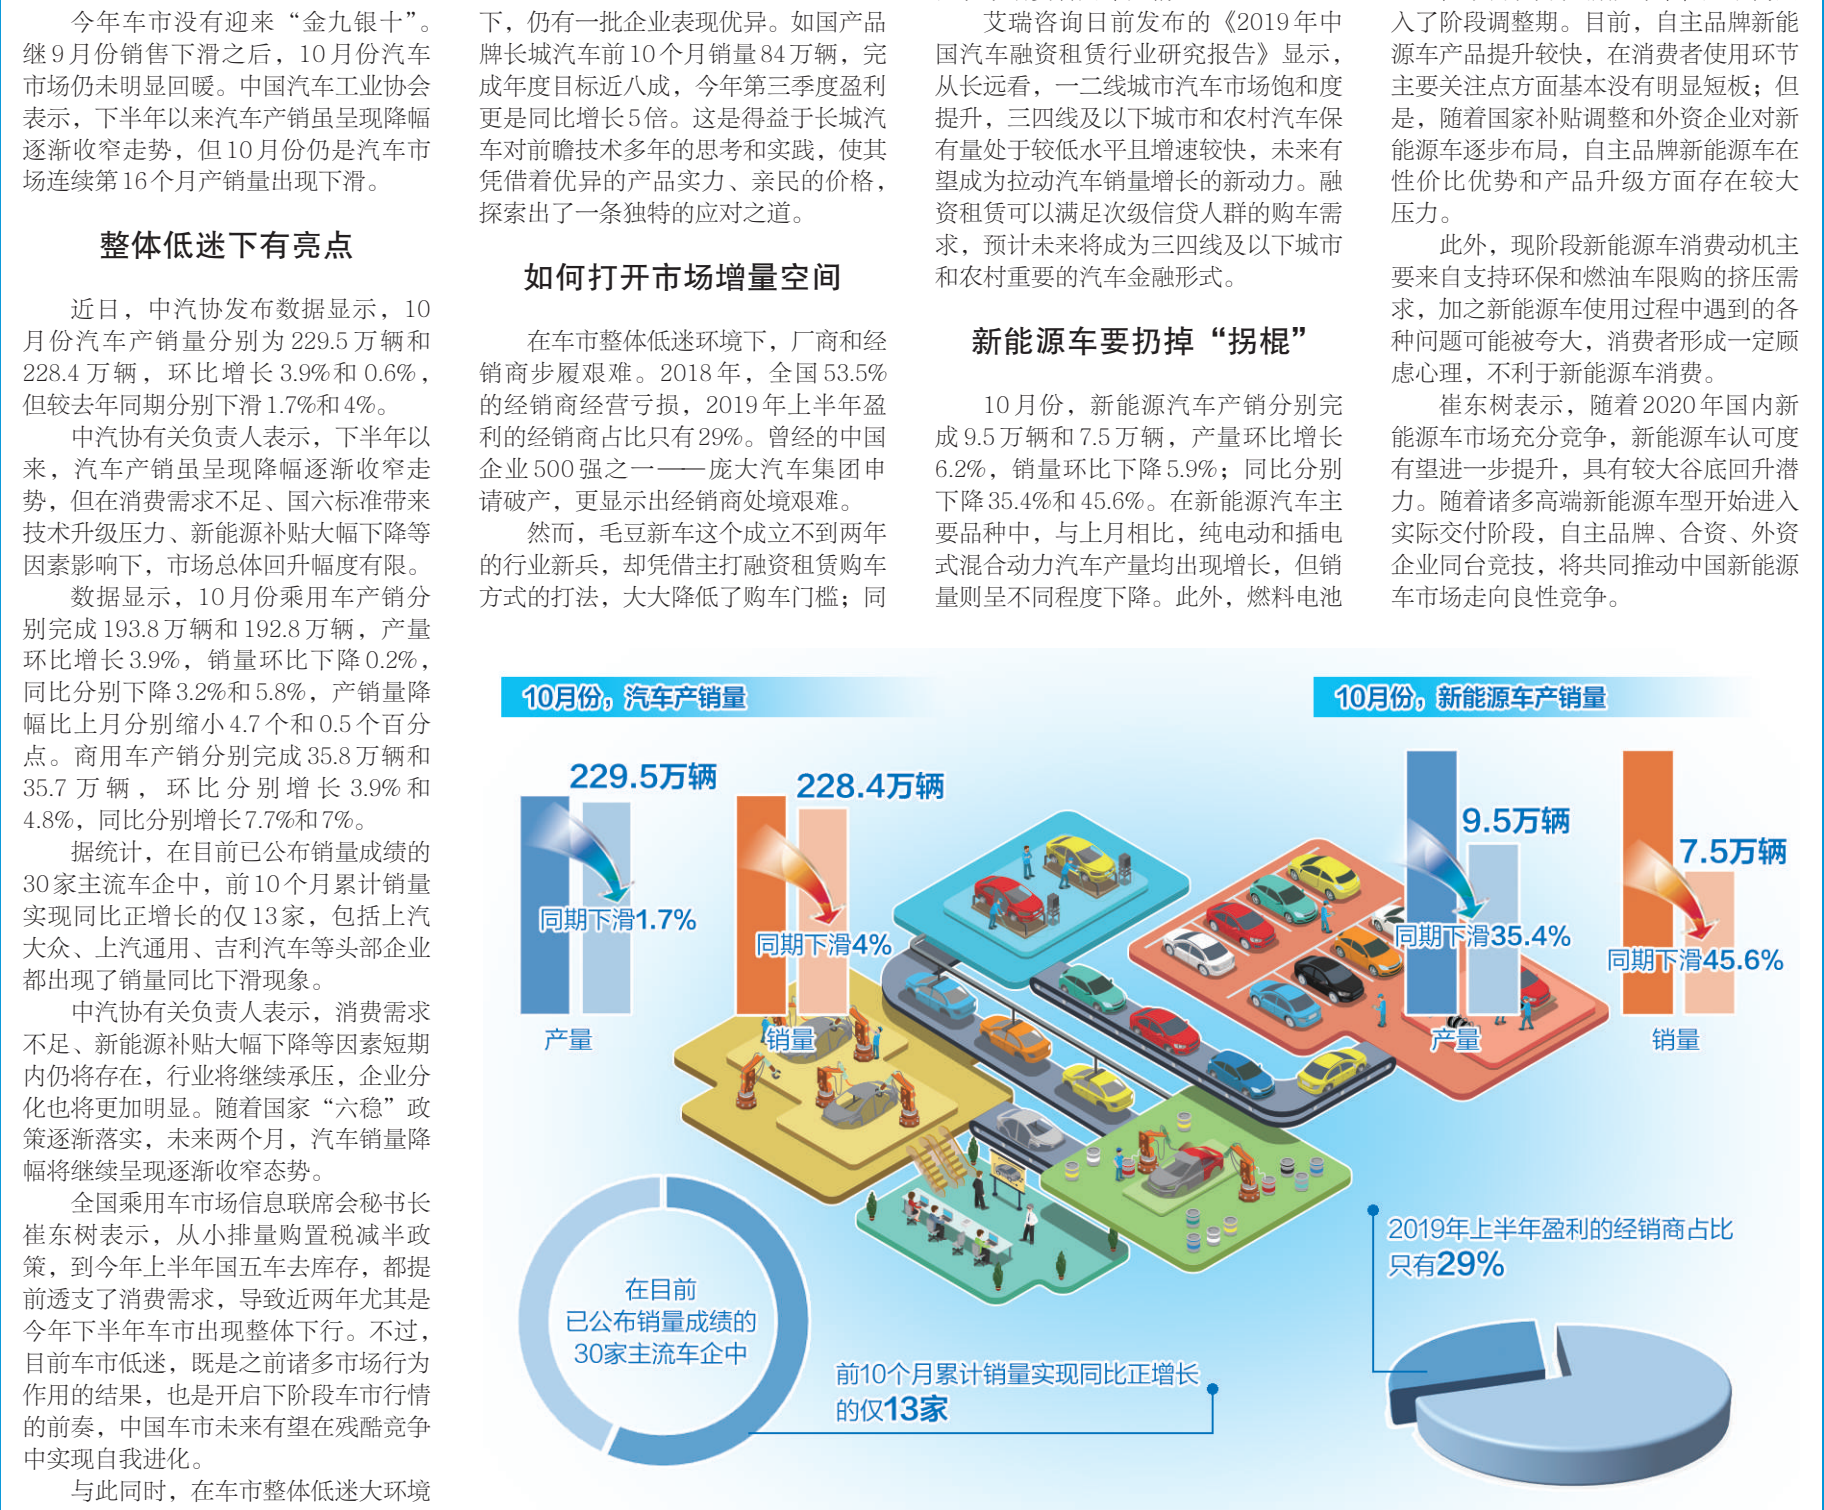 今年车市没有迎来“金九银十”。
继9月份销售下滑之后，10月份汽车
市场仍未明显回暖。中国汽车工业协会
表示，下半年以来汽车产销虽呈现降幅
逐渐收窄走势，但10月份仍是汽车市
场连续第16个月产销量出现下滑。
整体低迷下有亮点
近日，中汽协发布数据显示，10
月份汽车产销量分别为229.5万辆和
228.4万辆，环比增长3.9%和0.6%，
但较去年同期分别下滑1.7%和4%。
中汽协有关负责人表示，下半年以
来，汽车产销虽呈现降幅逐渐收窄走
势，但在消费需求不足、国六标准带来
技术升级压力、新能源补贴大幅下降等
因素影响下，市场总体回升幅度有限。
数据显示，10月份乘用车产销分
别完成193.8万辆和192.8万辆，产量
环比增长3.9%，销量环比下降0.2%，
同比分别下降3.2%和5.8%，产销量降
幅比上月分别缩小4.7个和0.5个百分
点。商用车产销分别完成35.8万辆和
35.7万辆，环比分别增长3.9%和
4.8%，同比分别增长7.7%和7%。
据统计，在目前已公布销量成绩的
30家主流车企中，前10个月累计销量
实现同比正增长的仅13家，包括上汽
大众、上汽通用、吉利汽车等头部企业
都出现了销量同比下滑现象。
中汽协有关负责人表示，消费需求
不足、新能源补贴大幅下降等因素短期
内仍将存在，行业将继续承压，企业分
化也将更加明显。随着国家“六稳”政
策逐渐落实，未来两个月，汽车销量降
幅将继续呈现逐渐收窄态势。
全国乘用车市场信息联席会秘书长
崔东树表示，从小排量购置税减半政
策，到今年上半年国五车去库存，都提
前透支了消费需求，导致近两年尤其是
今年下半年车市出现整体下行。不过，
目前车市低迷，既是之前诸多市场行为
作用的结果，也是开启下阶段车市行情
的前奏，中国车市未来有望在残酷竞争
中实现自我进化。
与此同时，在车市整体低迷大环境
下，仍有一批企业表现优异。如国产品
牌长城汽车前10个月销量84万辆，完
成年度目标近八成，今年第三季度盈利
更是同比增长5倍。这是得益于长城汽
车对前瞻技术多年的思考和实践，使其
凭借着优异的产品实力、亲民的价格，
探索出了一条独特的应对之道。
如何打开市场增量空间
在车市整体低迷环境下，厂商和经
销商步履艰难。2018年，全国53.5%
的经销商经营亏损，2019年上半年盈
利的经销商占比只有29%。曾经的中国
企业500强之一——庞大汽车集团申
请破产，更显示出经销商处境艰难。
然而，毛豆新车这个成立不到两年
的行业新兵，却凭借主打融资租赁购车
方式的打法，大大降低了购车门槛；同
艾瑞咨询日前发布的《2019年中
国汽车融资租赁行业研究报告》显示，
从长远看，一二线城市汽车市场饱和度
提升，三四线及以下城市和农村汽车保
有量处于较低水平且增速较快，未来有
望成为拉动汽车销量增长的新动力。融
资租赁可以满足次级信贷人群的购车需
求，预计未来将成为三四线及以下城市
和农村重要的汽车金融形式。
新能源车要扔掉“拐棍”
10月份，新能源汽车产销分别完
成9.5万辆和7.5万辆，产量环比增长
6.2%，销量环比下降5.9%；同比分别
下降35.4%和45.6%。在新能源汽车主
要品种中，与上月相比，纯电动和插电
式混合动力汽车产量均出现增长，但销
量则呈不同程度下降。此外，燃料电池
入了阶段调整期。目前，自主品牌新能
源车产品提升较快，在消费者使用环节
主要关注点方面基本没有明显短板；但
是，随着国家补贴调整和外资企业对新
能源车逐步布局，自主品牌新能源车在
性价比优势和产品升级方面存在较大
压力。
此外，现阶段新能源车消费动机主
要来自支持环保和燃油车限购的挤压需
求，加之新能源车使用过程中遇到的各
种问题可能被夸大，消费者形成一定顾
虑心理，不利于新能源车消费。
崔东树表示，随着2020年国内新
能源车市场充分竞争，新能源车认可度
有望进一步提升，具有较大谷底回升潜
力。随着诸多高端新能源车型开始进入
实际交付阶段，自主品牌、合资、外资
企业同台竞技，将共同推动中国新能源
车市场走向良性竞争。
10月份，汽车产销量
229.5万辆
同期下滑1.7%
产量
228.4万辆
同期下滑4%
销量
10月份，新能源车产销量
9.5万辆
同期下滑35.4%
产量
7.5万辆
同期下滑45.6%
销量
在目前
已公布销量成绩的
30家主流车企中
前10个月累计销量实现同比正增长
的仅13家
2019年上半年盈利的经销商占比
只有29%